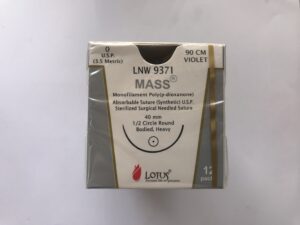 0
U.S.P.
(3.5 Metric)
90 CM
VIOLET
LNW 9371
MASS®
Monofilament Poly(p-dioxanone)
Absorbable Suture (Synthetic) U.S.P.
Sterilized Surgical Needled Suture
40 mm
1/2 Circle Round
Bodied, Heavy
12
LOTUS